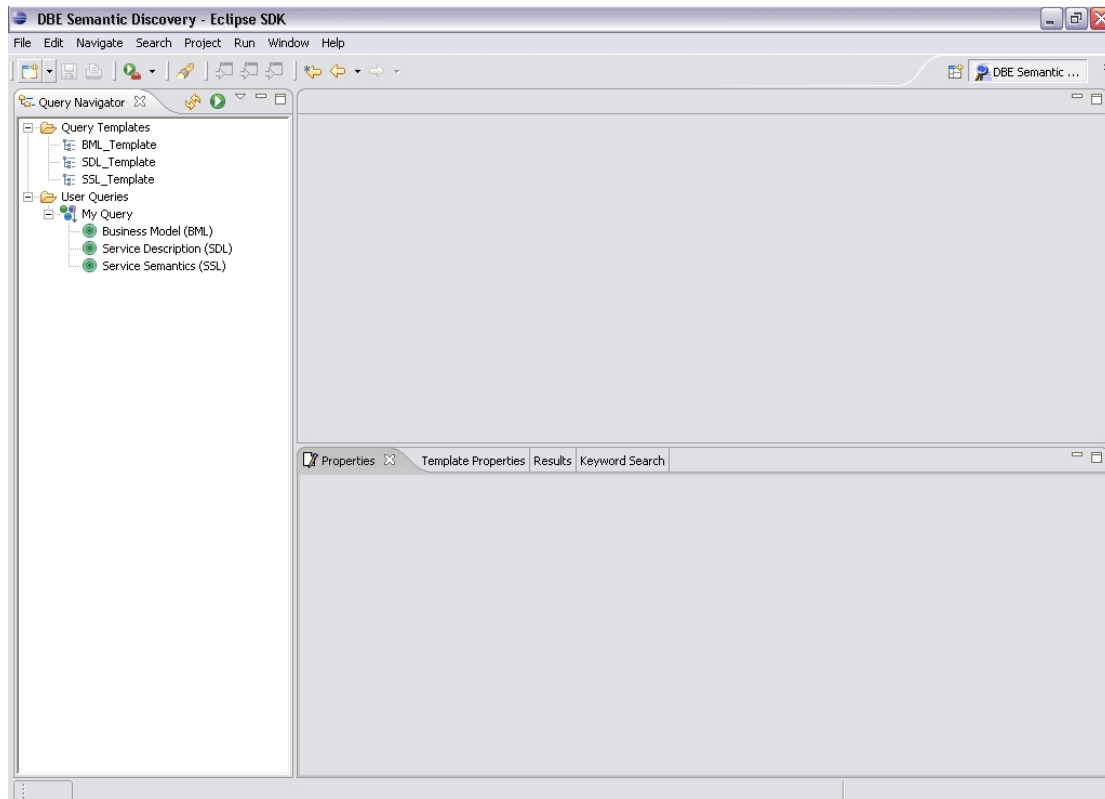 DBE Semantic Discovery - Eclipse SDK
File Edit Navigate Search Project Run Window Help
DBE Semantic ...
Query Navigator
Query Templates
BML_Template
SDL_Template
SSL_Template
User Queries
My Query
Business Model (BML)
Service Description (SDL)
Service Semantics (SSL)
Properties Template Properties Results Keyword Search